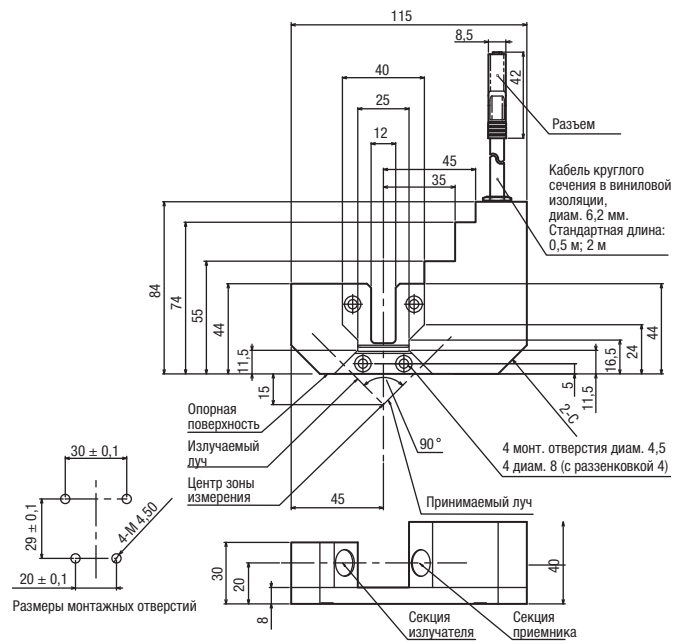 115
8,5
42
40
25
12
45
35
Разъем
Кабель круглого
сечения в виниловой
изоляции,
диам. 6,2 мм.
Стандартная длина:
0,5 м; 2 м
84
74
55
44
11,5
15
44
24
16,5
11,5
5
2-C
Опорная
поверхность
Излучаемый
луч
Центр зоны
измерения
90°
4 монт. отверстия диам. 4,5
4 диам. 8 (с раззенковкой 4)
45
Принимаемый луч
30 ± 0,1
29 ± 0,1
4-M 4,50
20 ± 0,1
Размеры монтажных отверстий
30
20
8
40
Секция
излучателя
Секция
приемника